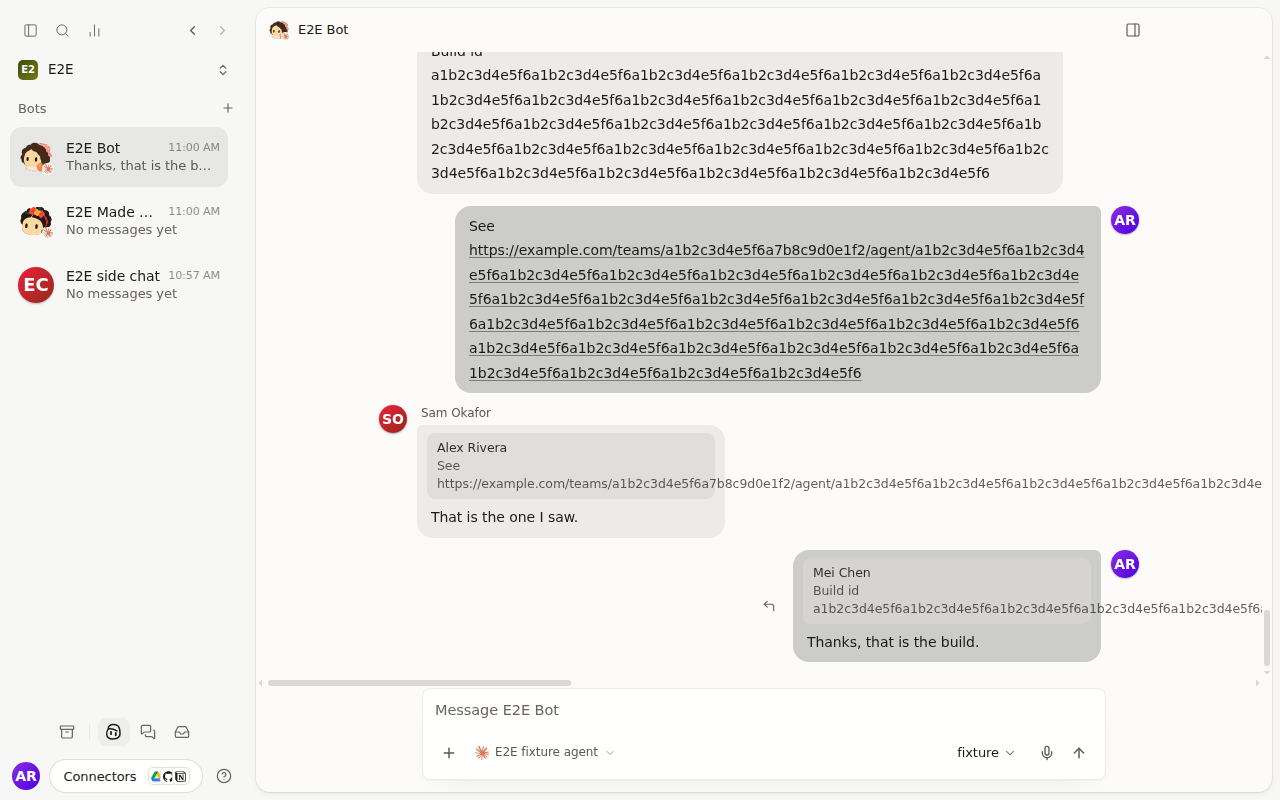 E2E Bot
E2 E2E
Bots
E2E Bot 11:00 AM
Thanks, that is the b...
E2E Made ... 11:00 AM
No messages yet
EC E2E side chat 10:57 AM
No messages yet
AR Connectors
Build id
a1b2c3d4e5f6a1b2c3d4e5f6a1b2c3d4e5f6a1b2c3d4e5f6a1b2c3d4e5f6a1b2c3d4e5f6a
1b2c3d4e5f6a1b2c3d4e5f6a1b2c3d4e5f6a1b2c3d4e5f6a1b2c3d4e5f6a1b2c3d4e5f6a1
b2c3d4e5f6a1b2c3d4e5f6a1b2c3d4e5f6a1b2c3d4e5f6a1b2c3d4e5f6a1b2c3d4e5f6a1b
2c3d4e5f6a1b2c3d4e5f6a1b2c3d4e5f6a1b2c3d4e5f6a1b2c3d4e5f6a1b2c3d4e5f6a1b2c
3d4e5f6a1b2c3d4e5f6a1b2c3d4e5f6a1b2c3d4e5f6a1b2c3d4e5f6a1b2c3d4e5f6
AR
See
https://example.com/teams/a1b2c3d4e5f6a7b8c9d0e1f2/agent/a1b2c3d4e5f6a1b2c3d4
e5f6a1b2c3d4e5f6a1b2c3d4e5f6a1b2c3d4e5f6a1b2c3d4e5f6a1b2c3d4e5f6a1b2c3d4e
5f6a1b2c3d4e5f6a1b2c3d4e5f6a1b2c3d4e5f6a1b2c3d4e5f6a1b2c3d4e5f6a1b2c3d4e5f
6a1b2c3d4e5f6a1b2c3d4e5f6a1b2c3d4e5f6a1b2c3d4e5f6a1b2c3d4e5f6a1b2c3d4e5f6
a1b2c3d4e5f6a1b2c3d4e5f6a1b2c3d4e5f6a1b2c3d4e5f6a1b2c3d4e5f6a1b2c3d4e5f6a
1b2c3d4e5f6a1b2c3d4e5f6a1b2c3d4e5f6a1b2c3d4e5f6
SO Sam Okafor
Alex Rivera
See
https://example.com/teams/a1b2c3d4e5f6a7b8c9d0e1f2/agent/a1b2c3d4e5f6a1b2c3d4e5f6a1b2c3d4e5f6a1b2c3d4e5f6a1b2c3d4e
That is the one I saw.
AR
Mei Chen
Build id
a1b2c3d4e5f6a1b2c3d4e5f6a1b2c3d4e5f6a1b2c3d4e5f6a1b2c3d4e5f6
Thanks, that is the build.
Message E2E Bot
E2E fixture agent
fixture